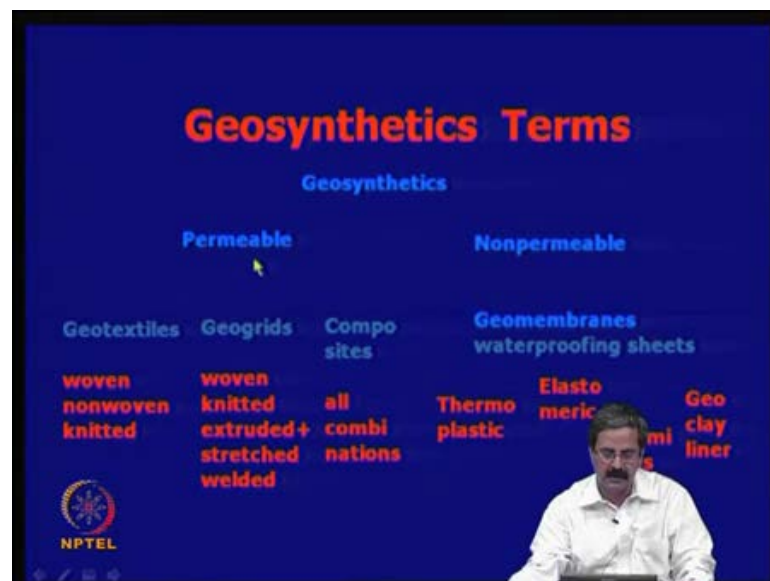 Geosynthetics Terms
Geosynthetics
Permeable
Nonpermeable
Geotextiles
woven
nonwoven
knitted
Geogrids
woven
knitted
extruded+
stretched
welded
Compo
sites
all
combi
nations
Geomembranes
waterproofing sheets
Thermo
plastic
Elasto
meric
Geo
clay
liner
NPTEL